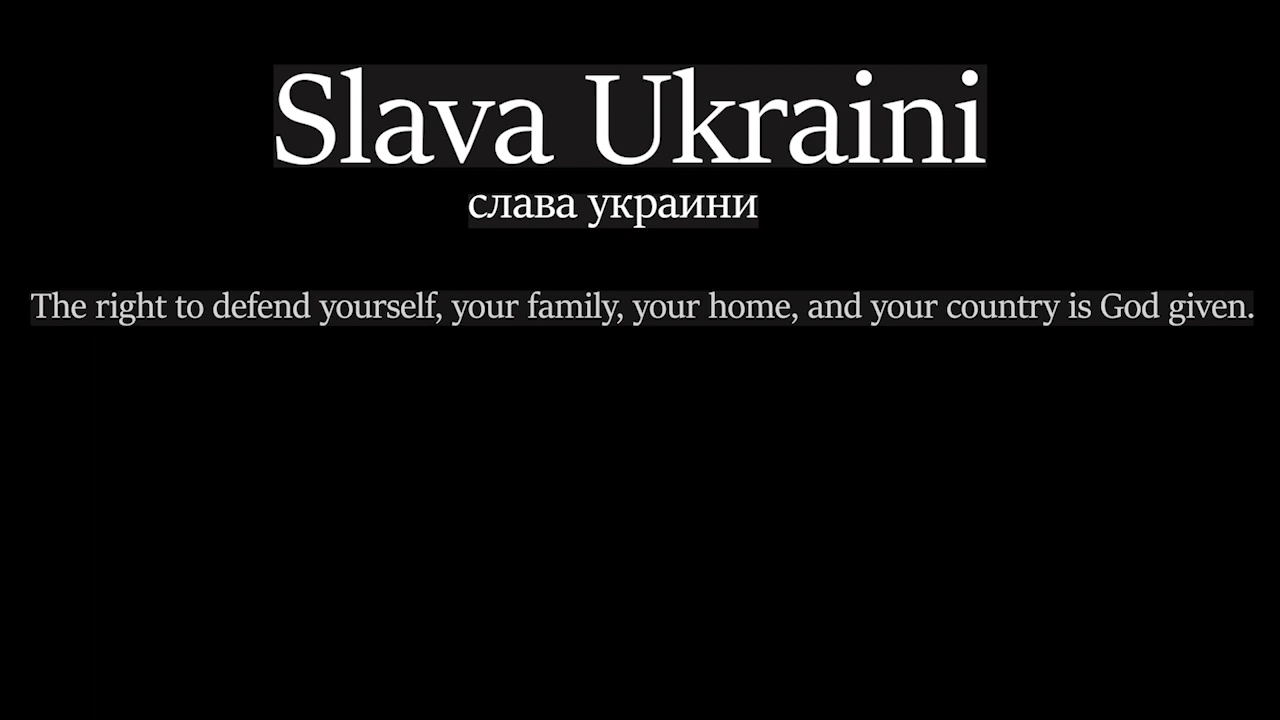 Slava Ukraini
слава украини
The right to defend yourself, your family, your home, and your country is God given.